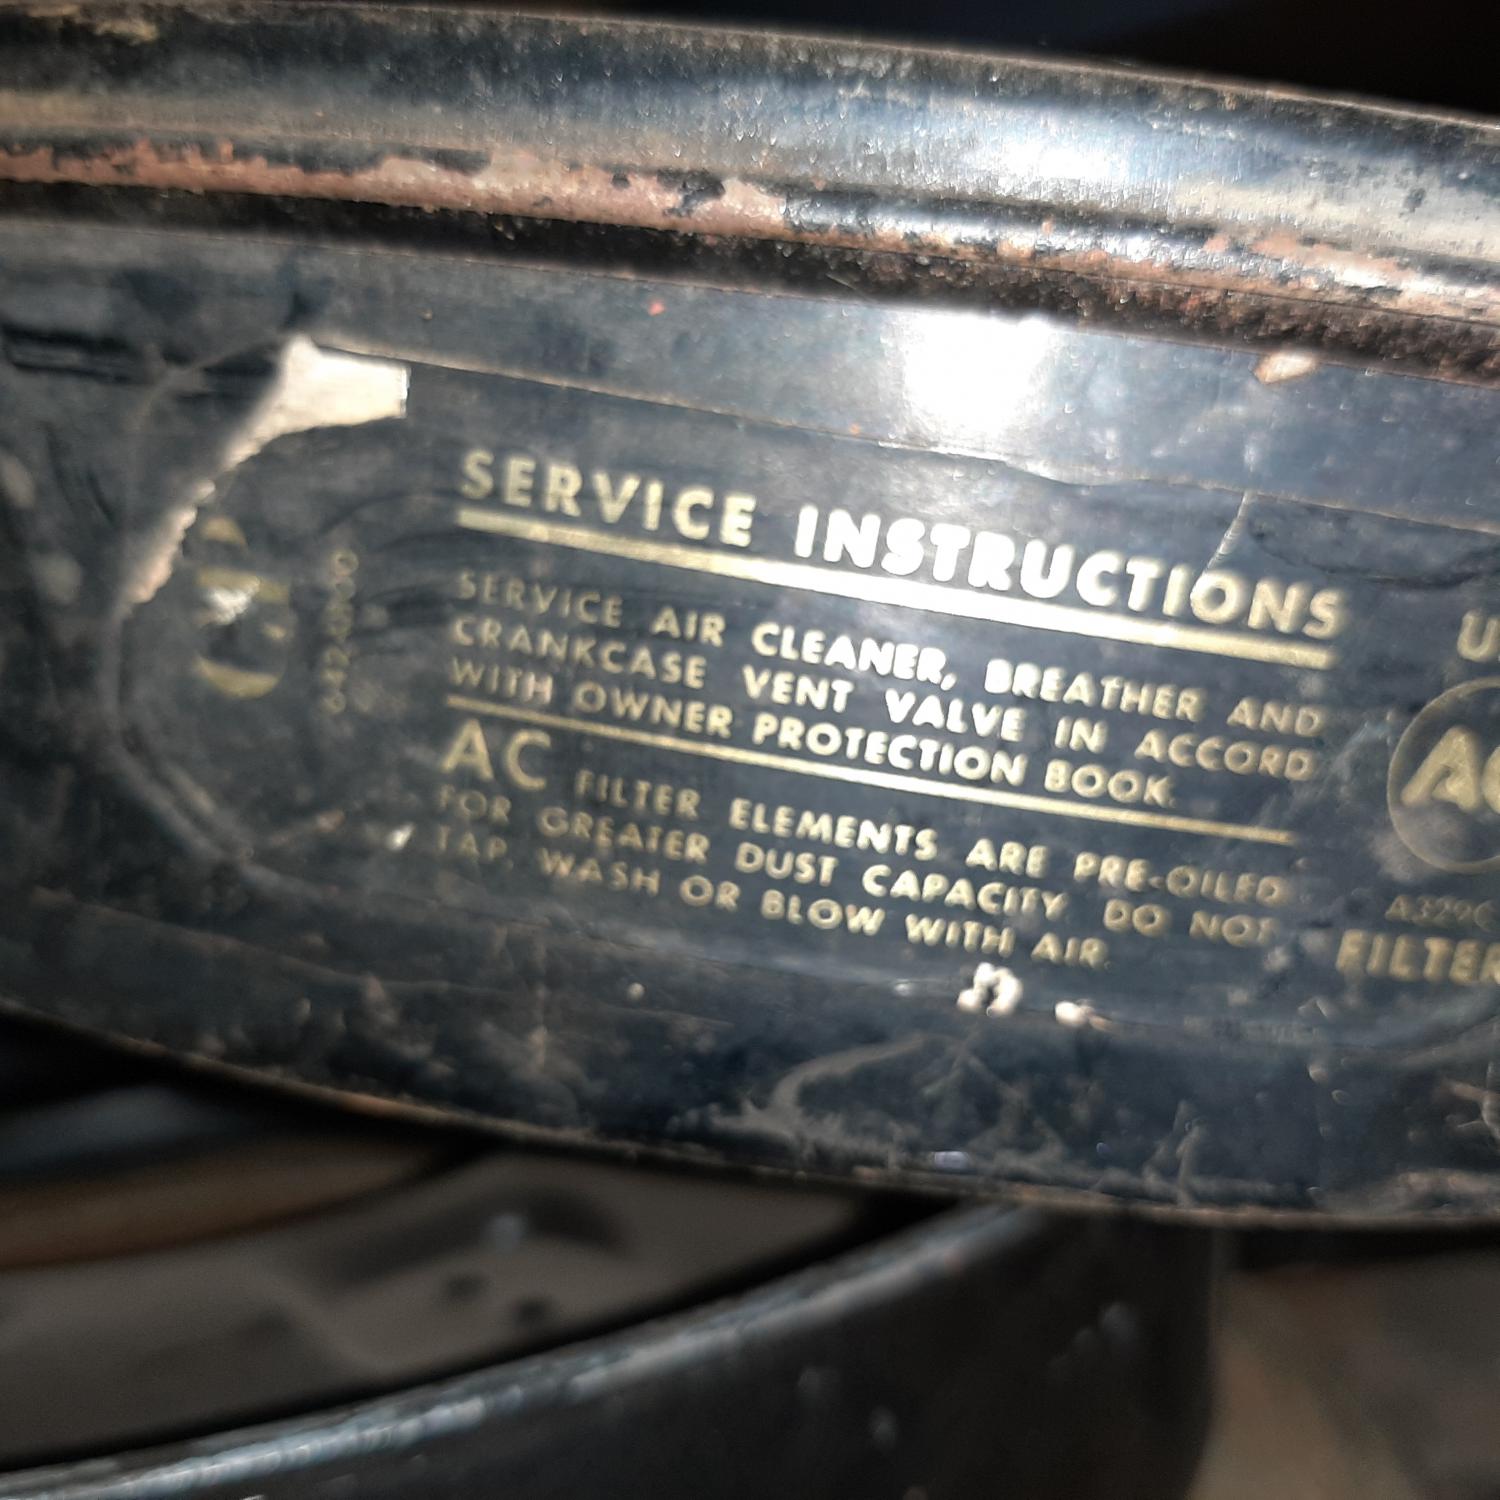 SERVICE INSTRUCTIONS
SERVICE AIR CLEANER, BREATHER AND
CRANKCASE VENT VALVE IN ACCORD
WITH OWNER PROTECTION BOOK.
AC FILTER ELEMENTS ARE PRE-OILED
FOR GREATER DUST CAPACITY DO NOT
TAP, WASH OR BLOW WITH AIR.
AC
A329C
FILTER